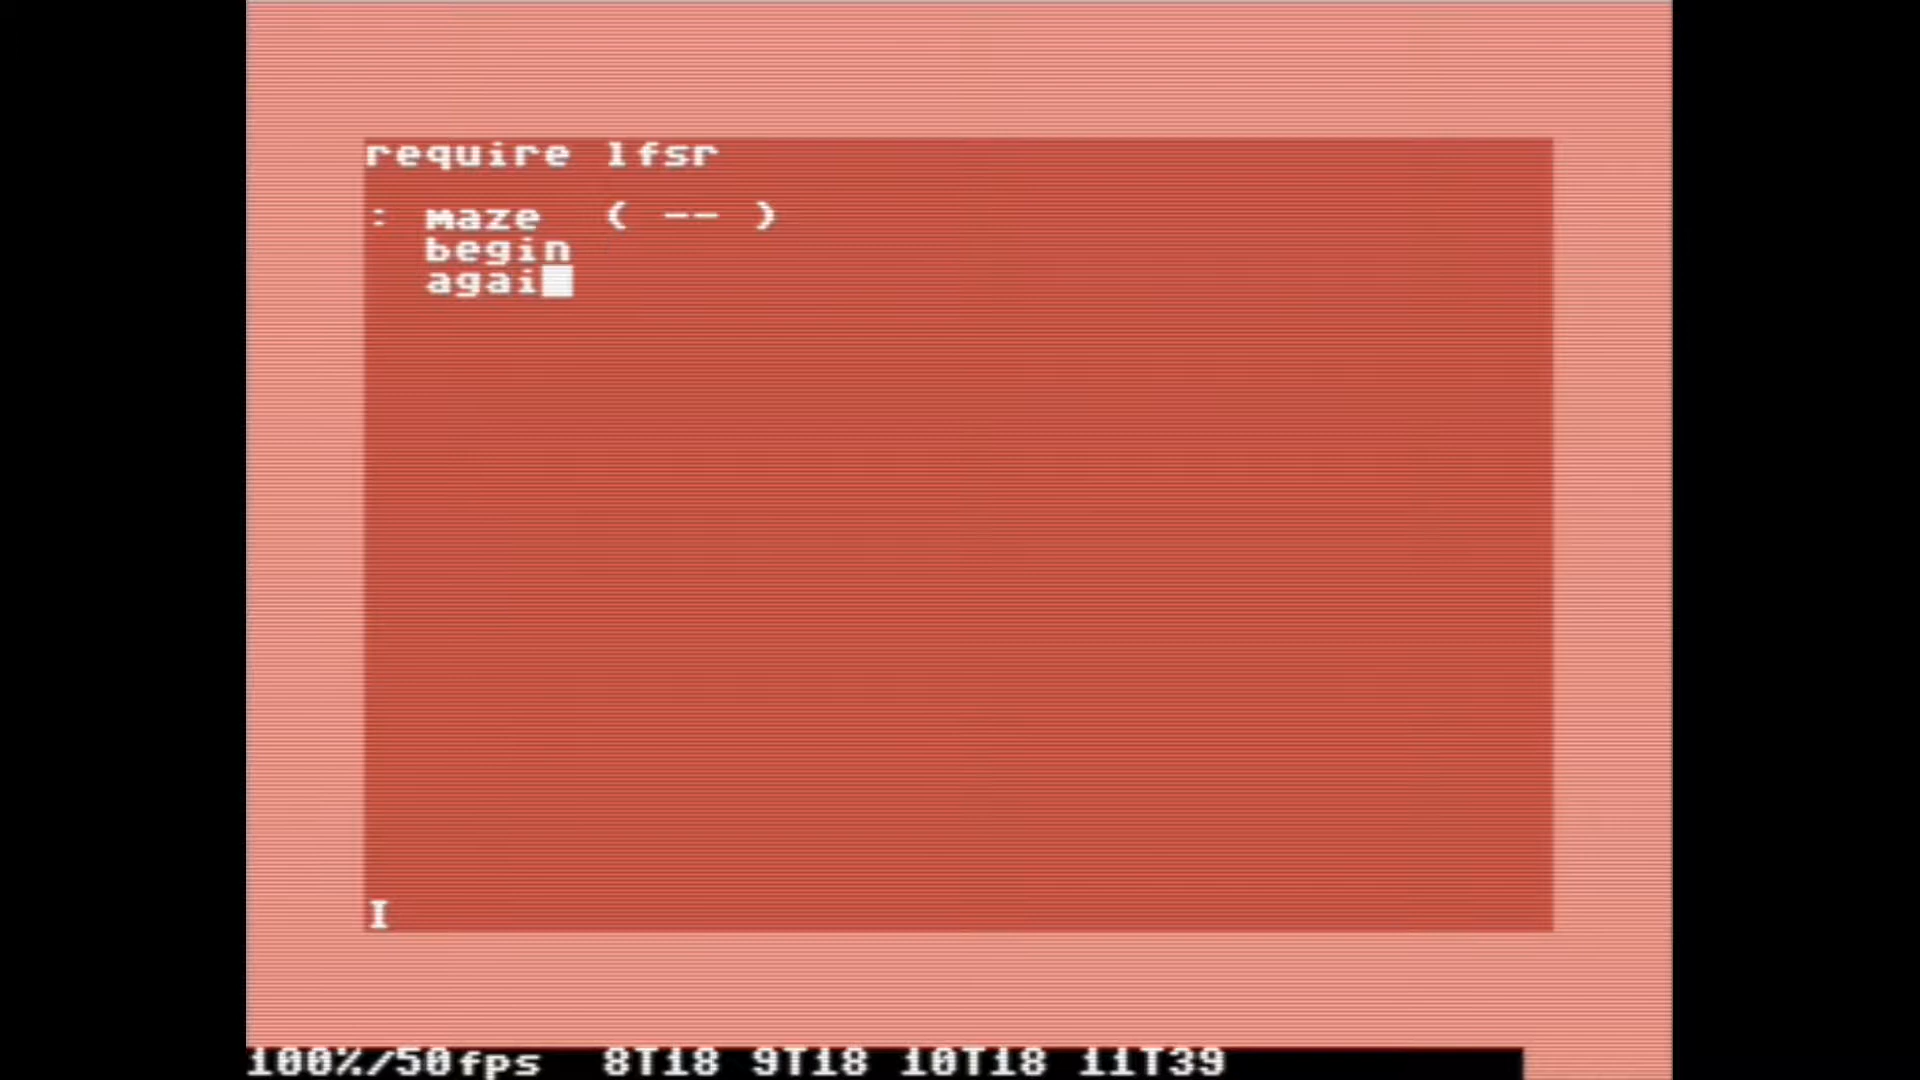 require lfsr
: maze  ( -- )
begin
agai
I
100%/50fps  8T18 9T18 10T18 11T39